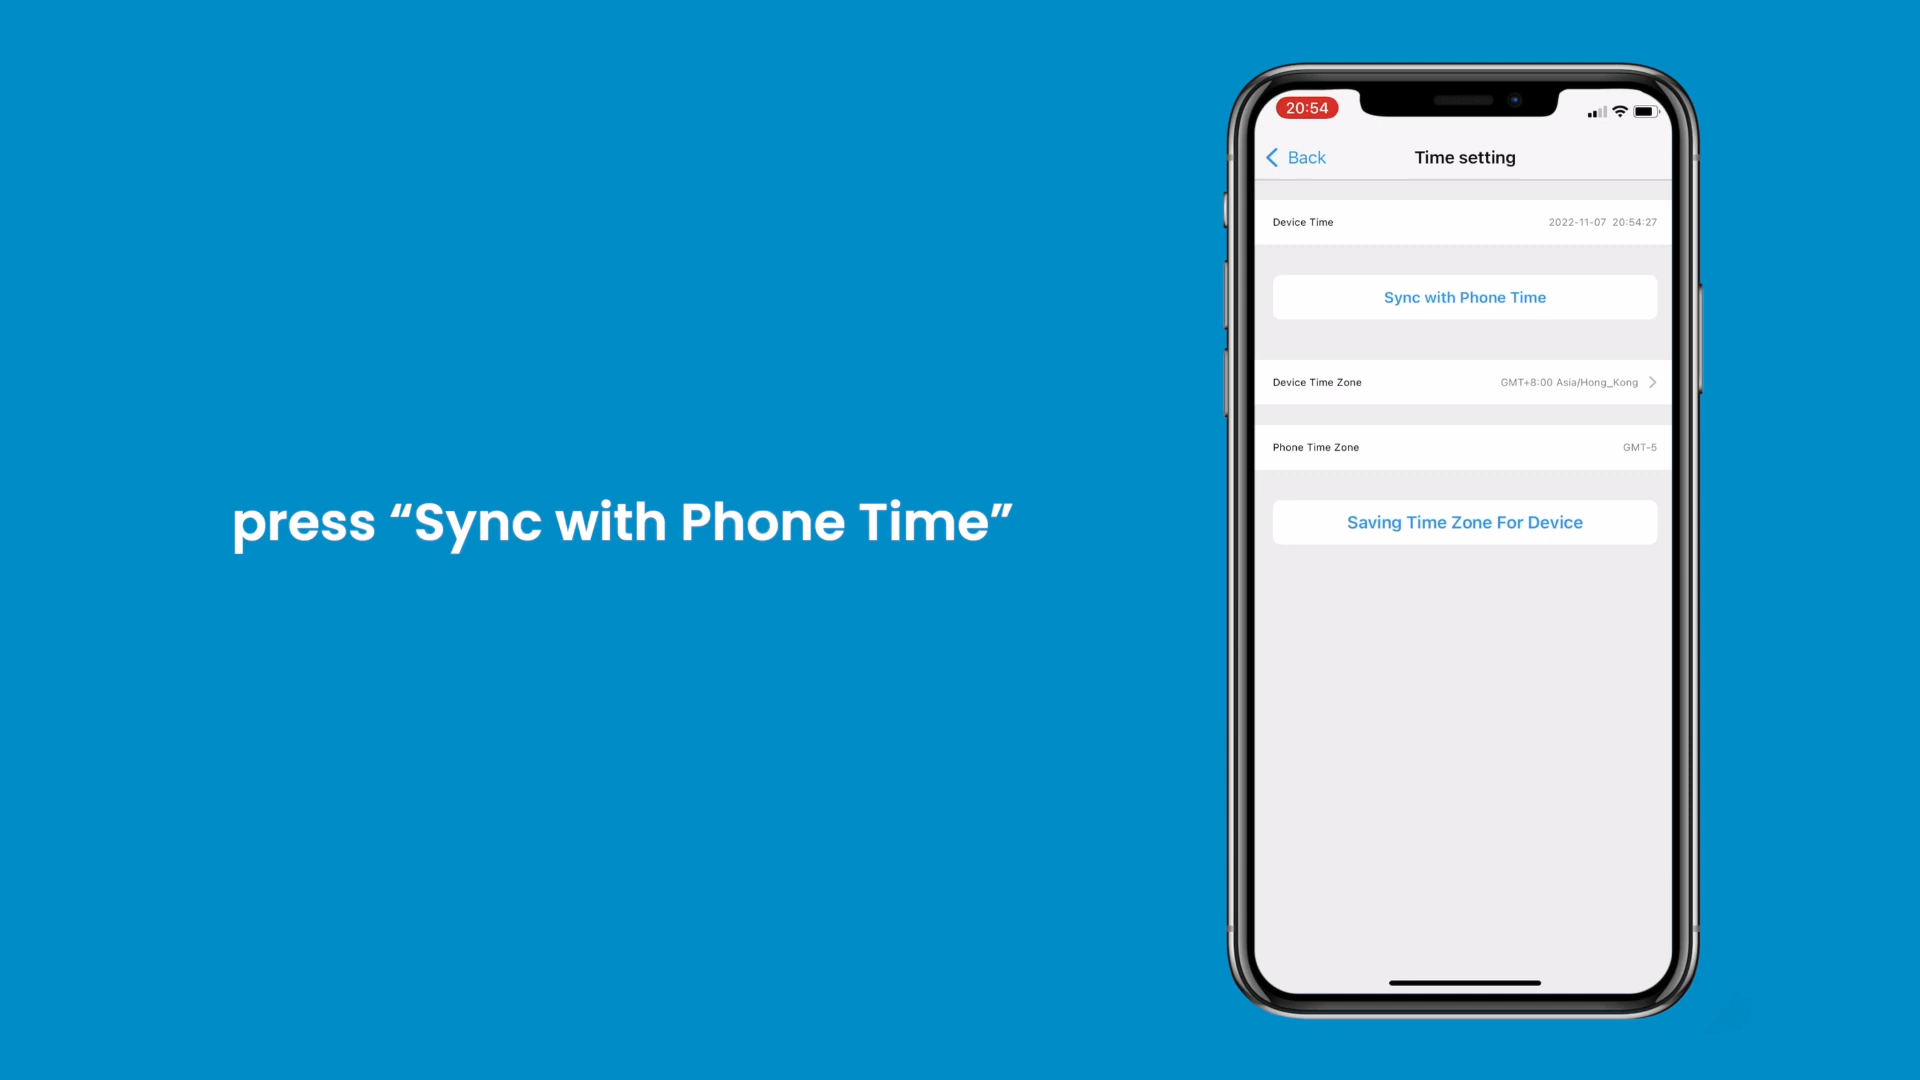 press “Sync with Phone Time”
20:54
Back
Time setting
Device Time 2022-11-07 20:54:27
Sync with Phone Time
Device Time Zone GMT+8:00 Asia/Hong_Kong
Phone Time Zone GMT-5
Saving Time Zone For Device